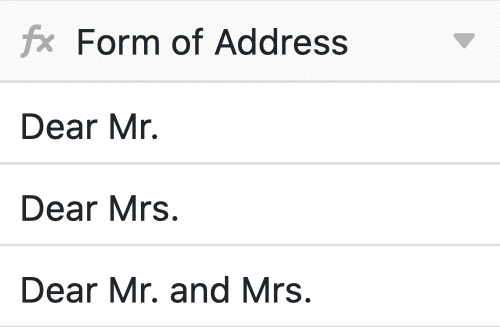 fx Form of Address
Dear Mr.
Dear Mrs.
Dear Mr. and Mrs.